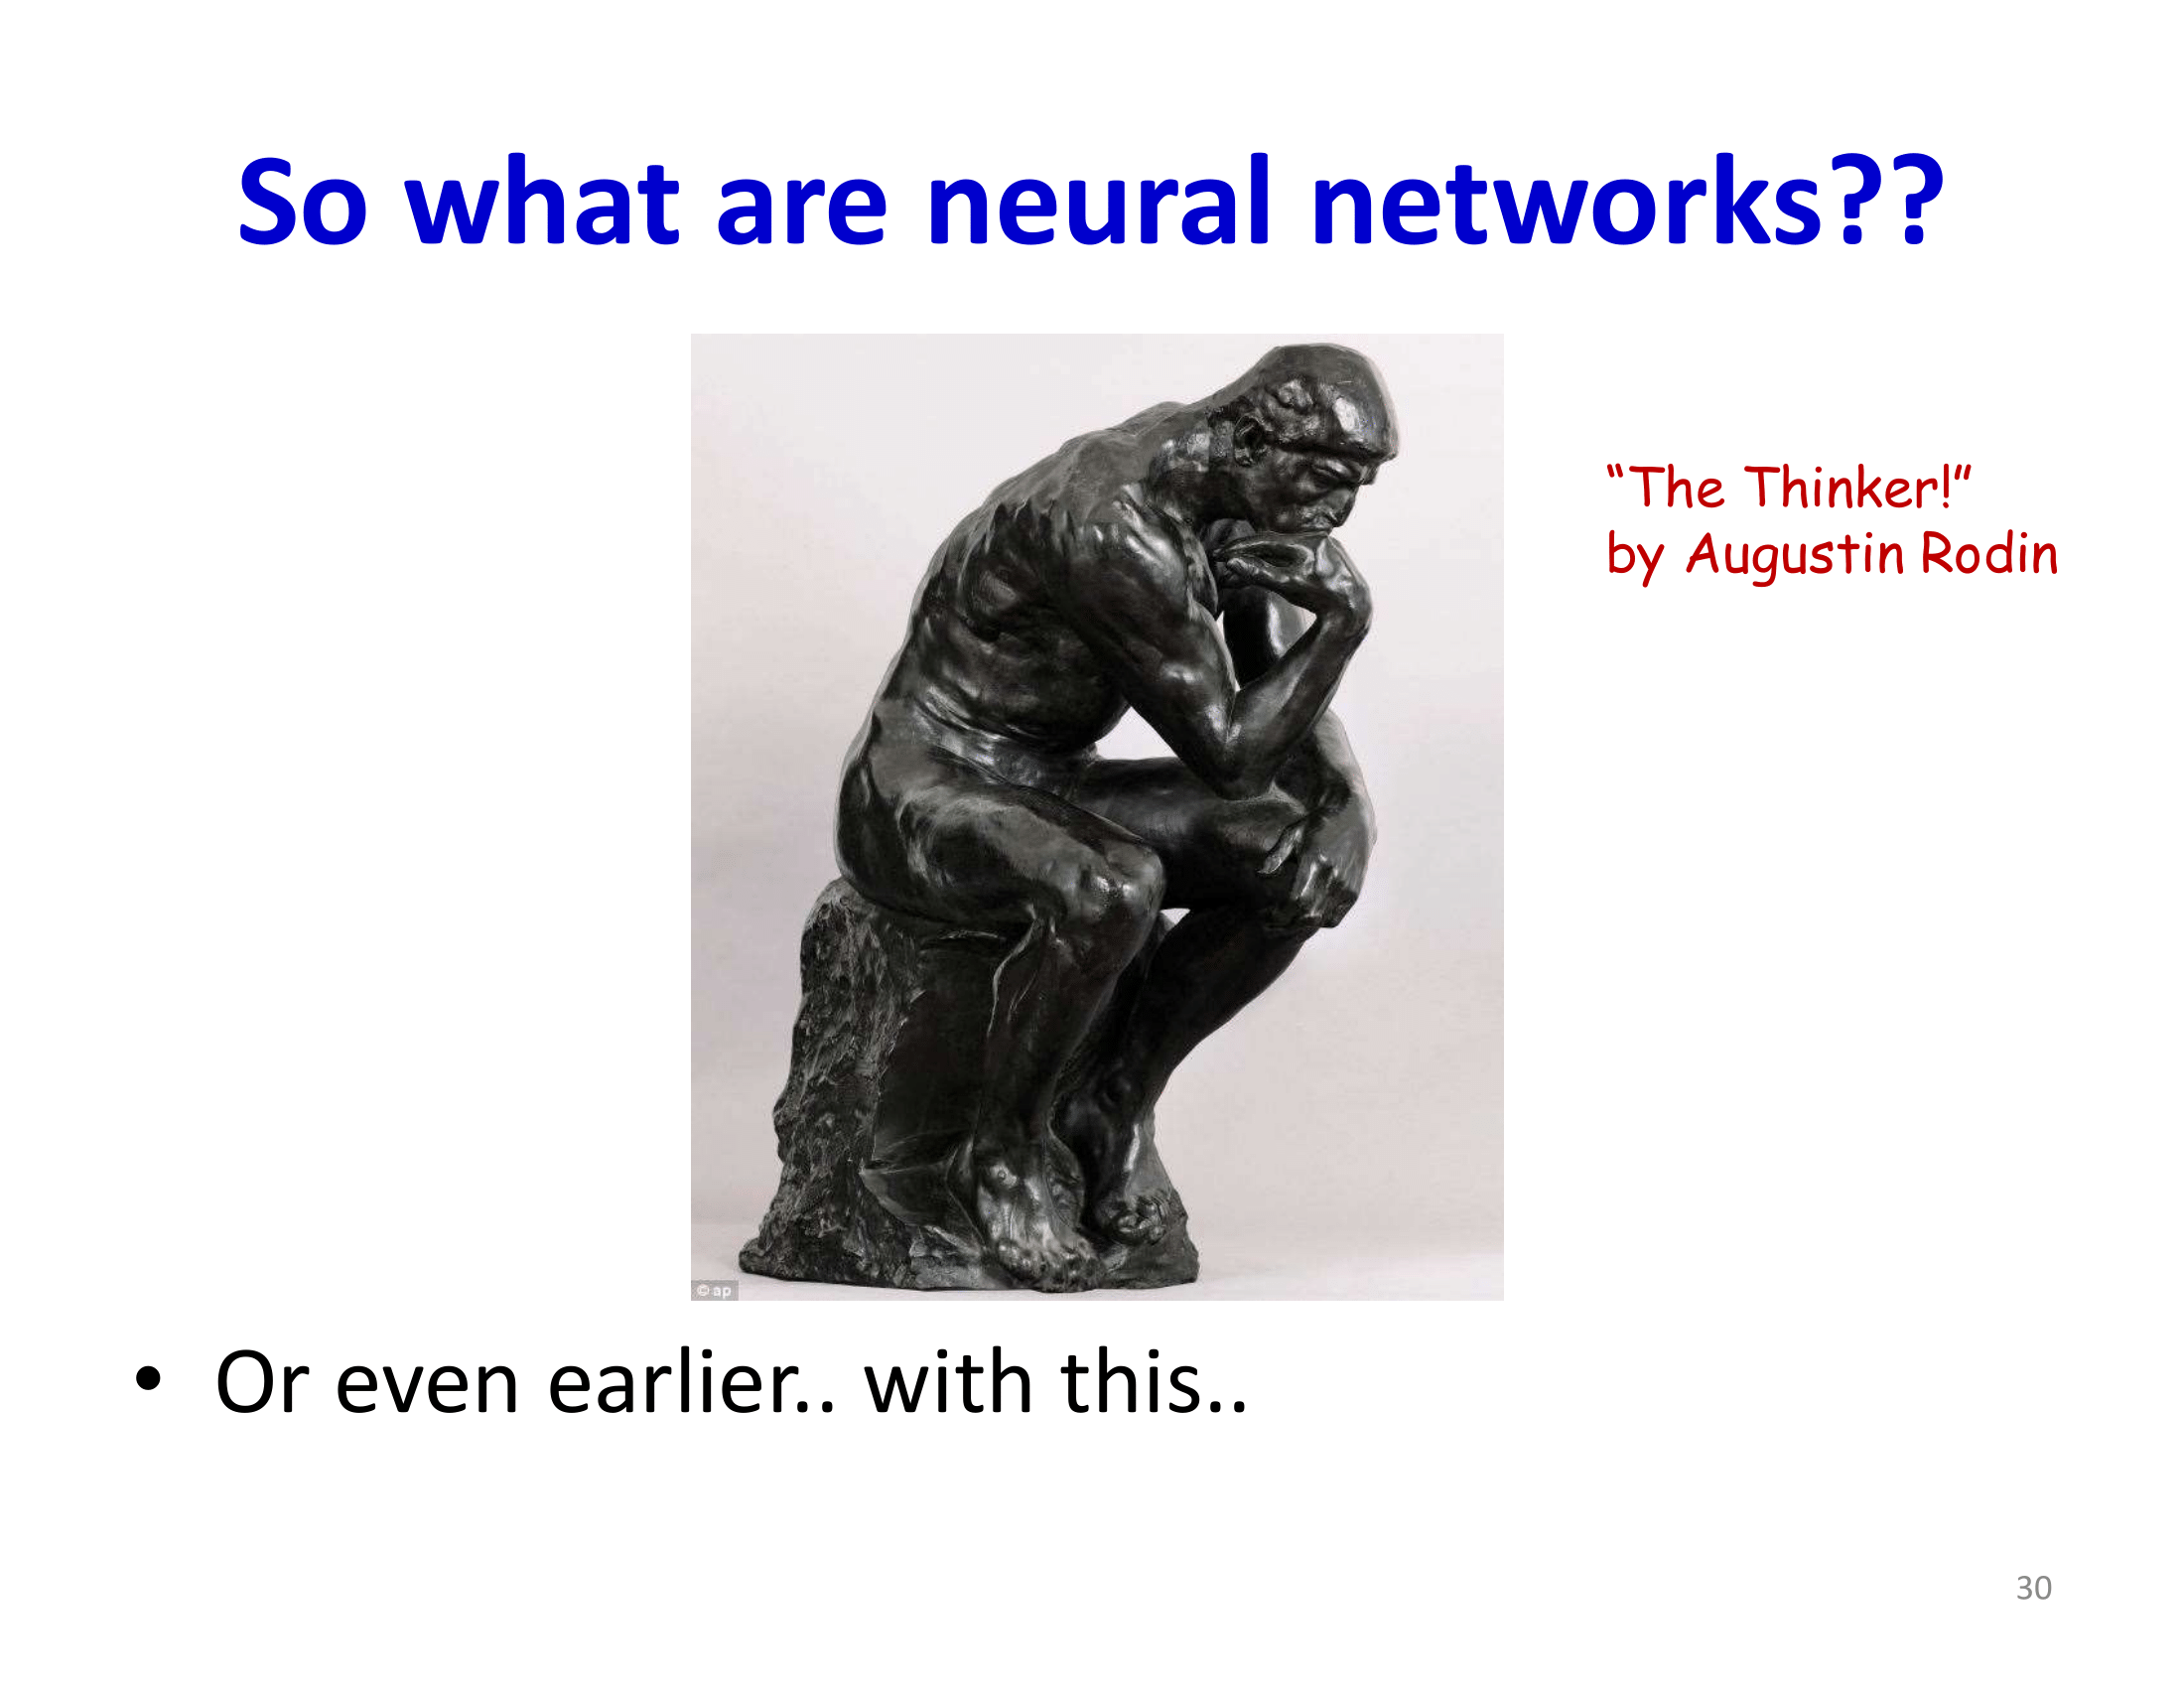 So what are neural networks??
“The Thinker!”
by Augustin Rodin
© ap
• Or even earlier.. with this..
30